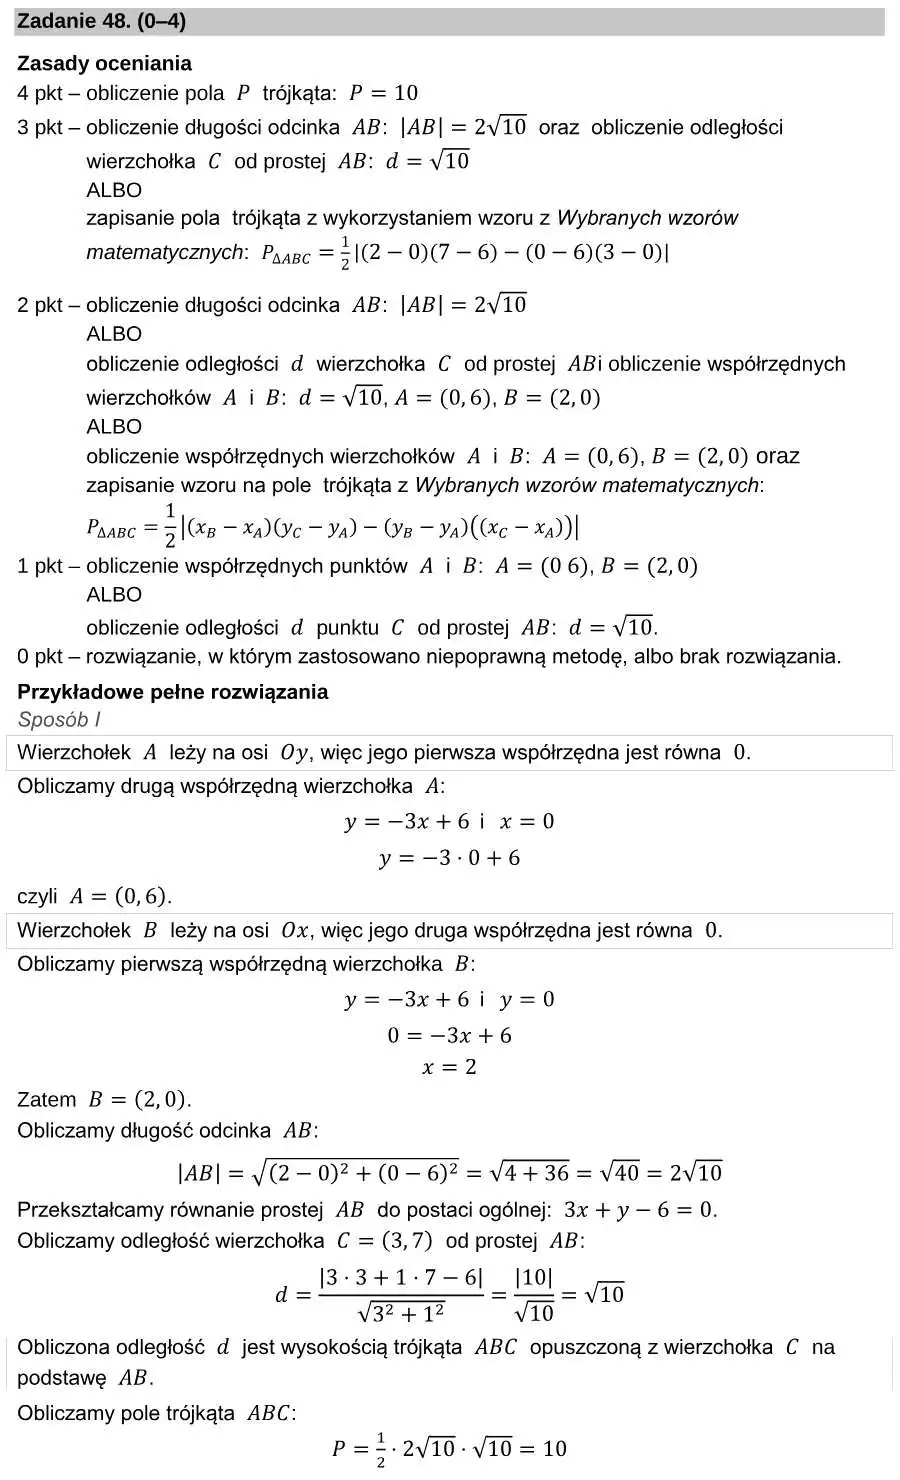 Zadanie 48. (0–4)
Zasady oceniania
4 pkt – obliczenie pola P trójkąta: P = 10
3 pkt – obliczenie długości odcinka AB: |AB| = 2√10 oraz obliczenie odległości
wierzchołka C od prostej AB: d = √10
ALBO
zapisanie pola trójkąta z wykorzystaniem wzoru z Wybranych wzorów
matematycznych: P_{ΔABC} = 1/2 |(2 − 0)(7 − 6) − (0 − 6)(3 − 0)|
2 pkt – obliczenie długości odcinka AB: |AB| = 2√10
ALBO
obliczenie odległości d wierzchołka C od prostej ABi obliczenie współrzędnych
wierzchołków A i B: d = √10, A = (0, 6), B = (2, 0)
ALBO
obliczenie współrzędnych wierzchołków A i B: A = (0, 6), B = (2, 0) oraz
zapisanie wzoru na pole trójkąta z Wybranych wzorów matematycznych:
P_{ΔABC} = 1/2 |(x_B − x_A)(y_C − y_A) − (y_B − y_A)((x_C − x_A))|
1 pkt – obliczenie współrzędnych punktów A i B: A = (0 6), B = (2, 0)
ALBO
obliczenie odległości d punktu C od prostej AB: d = √10.
0 pkt – rozwiązanie, w którym zastosowano niepoprawną metodę, albo brak rozwiązania.
Przykładowe pełne rozwiązania
Sposób I
Wierzchołek A leży na osi Oy, więc jego pierwsza współrzędna jest równa 0.
Obliczamy drugą współrzędną wierzchołka A:
y = −3x + 6 i x = 0
y = −3 · 0 + 6
czyli A = (0, 6).
Wierzchołek B leży na osi Ox, więc jego druga współrzędna jest równa 0.
Obliczamy pierwszą współrzędną wierzchołka B:
y = −3x + 6 i y = 0
0 = −3x + 6
x = 2
Zatem B = (2, 0).
Obliczamy długość odcinka AB:
|AB| = √((2 − 0)² + (0 − 6)²) = √(4 + 36) = √40 = 2√10
Przekształcamy równanie prostej AB do postaci ogólnej: 3x + y − 6 = 0.
Obliczamy odległość wierzchołka C = (3, 7) od prostej AB:
d = |3 · 3 + 1 · 7 − 6| / √(3² + 1²) = |10| / √10 = √10
Obliczona odległość d jest wysokością trójkąta ABC opuszczoną z wierzchołka C na
podstawę AB.
Obliczamy pole trójkąta ABC:
P = 1/2 · 2√10 · √10 = 10